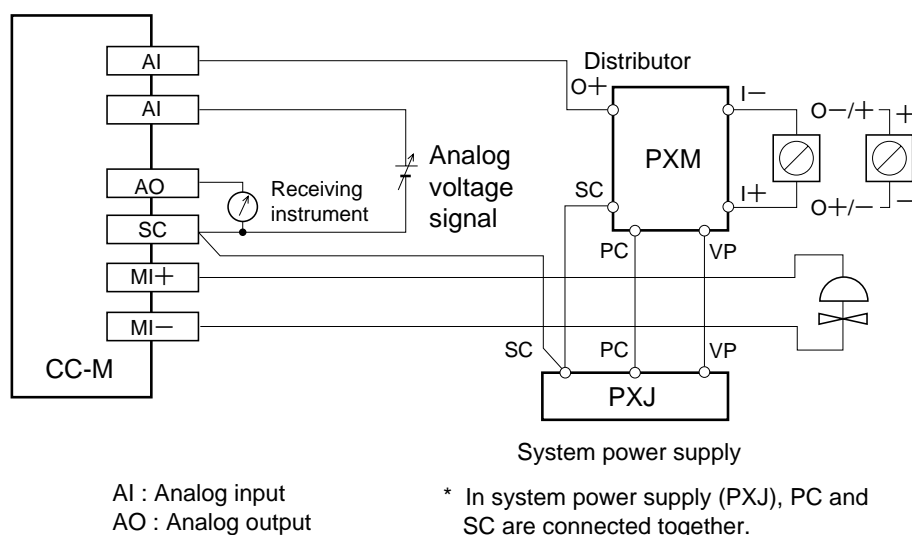 AI
AI
AO
SC
MI+
MI−
CC-M
Receiving
instrument
Analog
voltage
signal
Distributor
O+
I−
PXM
SC
I+
PC
VP
O−/+
+
O+/−
−
SC
PC
VP
PXJ
System power supply
AI : Analog input
AO : Analog output
* In system power supply (PXJ), PC and
SC are connected together.